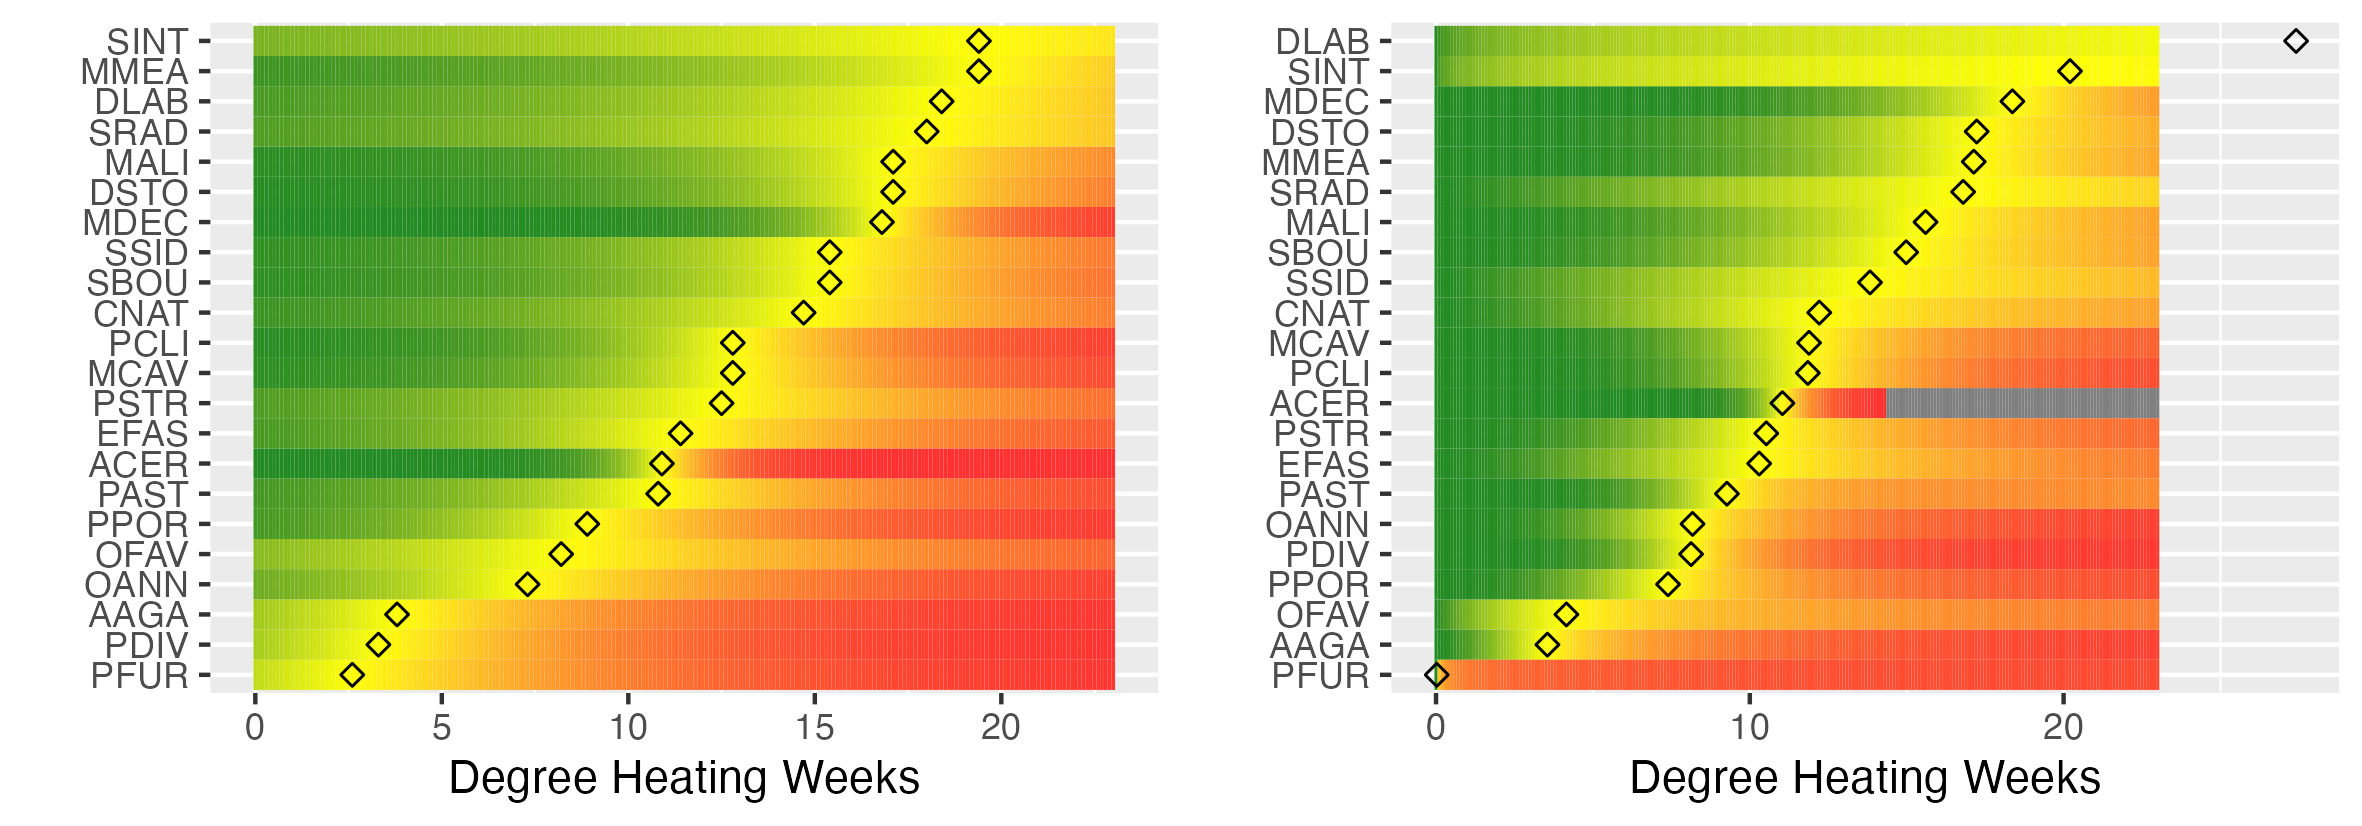 SINT
MMEA
DLAB
SRAD
MALI
DSTO
MDEC
SSID
SBOU
CNAT
PCLI
MCAV
PSTR
EFAS
ACER
PAST
PPOR
OFAV
OANN
AAGA
PDIV
PFUR
0 5 10 15 20
Degree Heating Weeks
DLAB
SINT
MDEC
DSTO
MMEA
SRAD
MALI
SBOU
SSID
CNAT
MCAV
PCLI
ACER
PSTR
EFAS
PAST
OANN
PDIV
PPOR
OFAV
AAGA
PFUR
0 10 20
Degree Heating Weeks